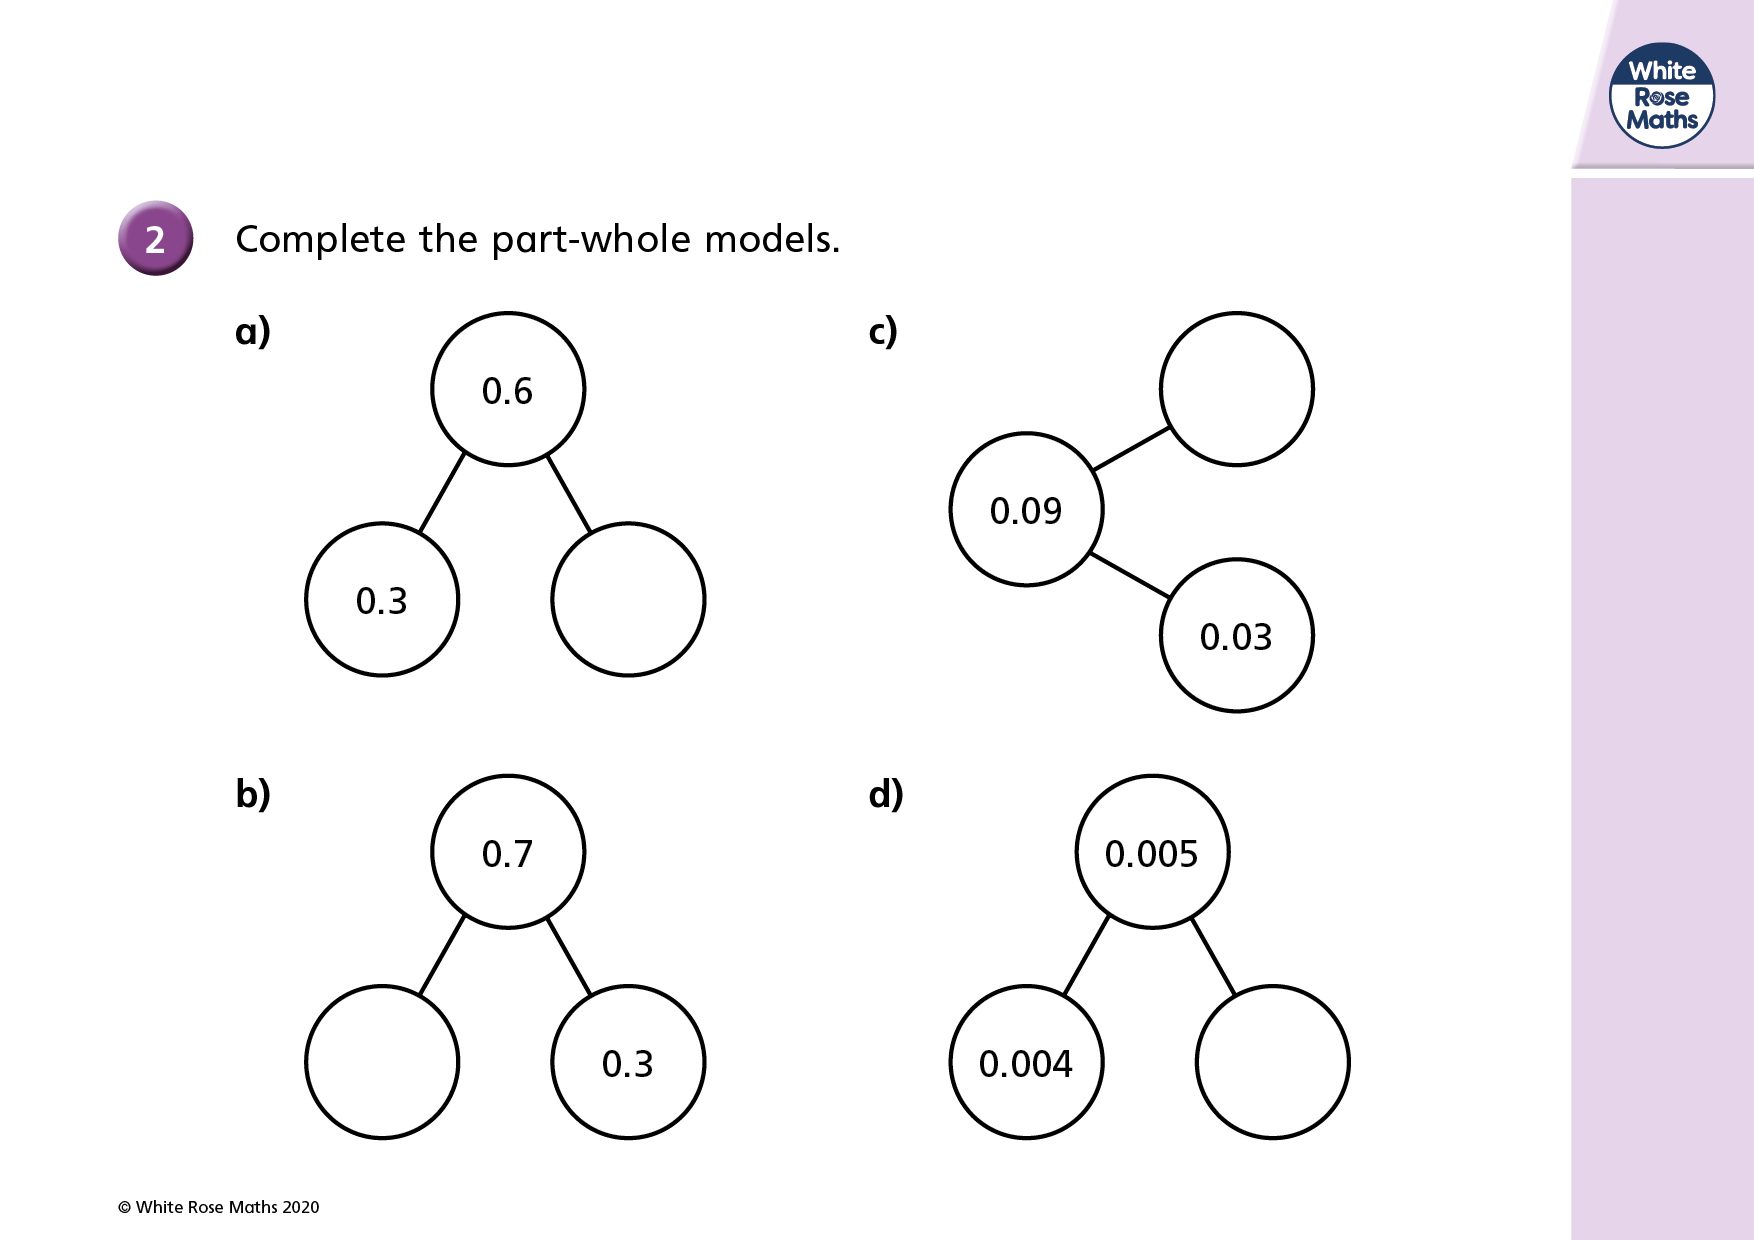 White
Rose
Maths
2 Complete the part-whole models.
a)
0.6
0.3
c)
0.09
0.03
b)
0.7
0.3
d)
0.005
0.004
© White Rose Maths 2020